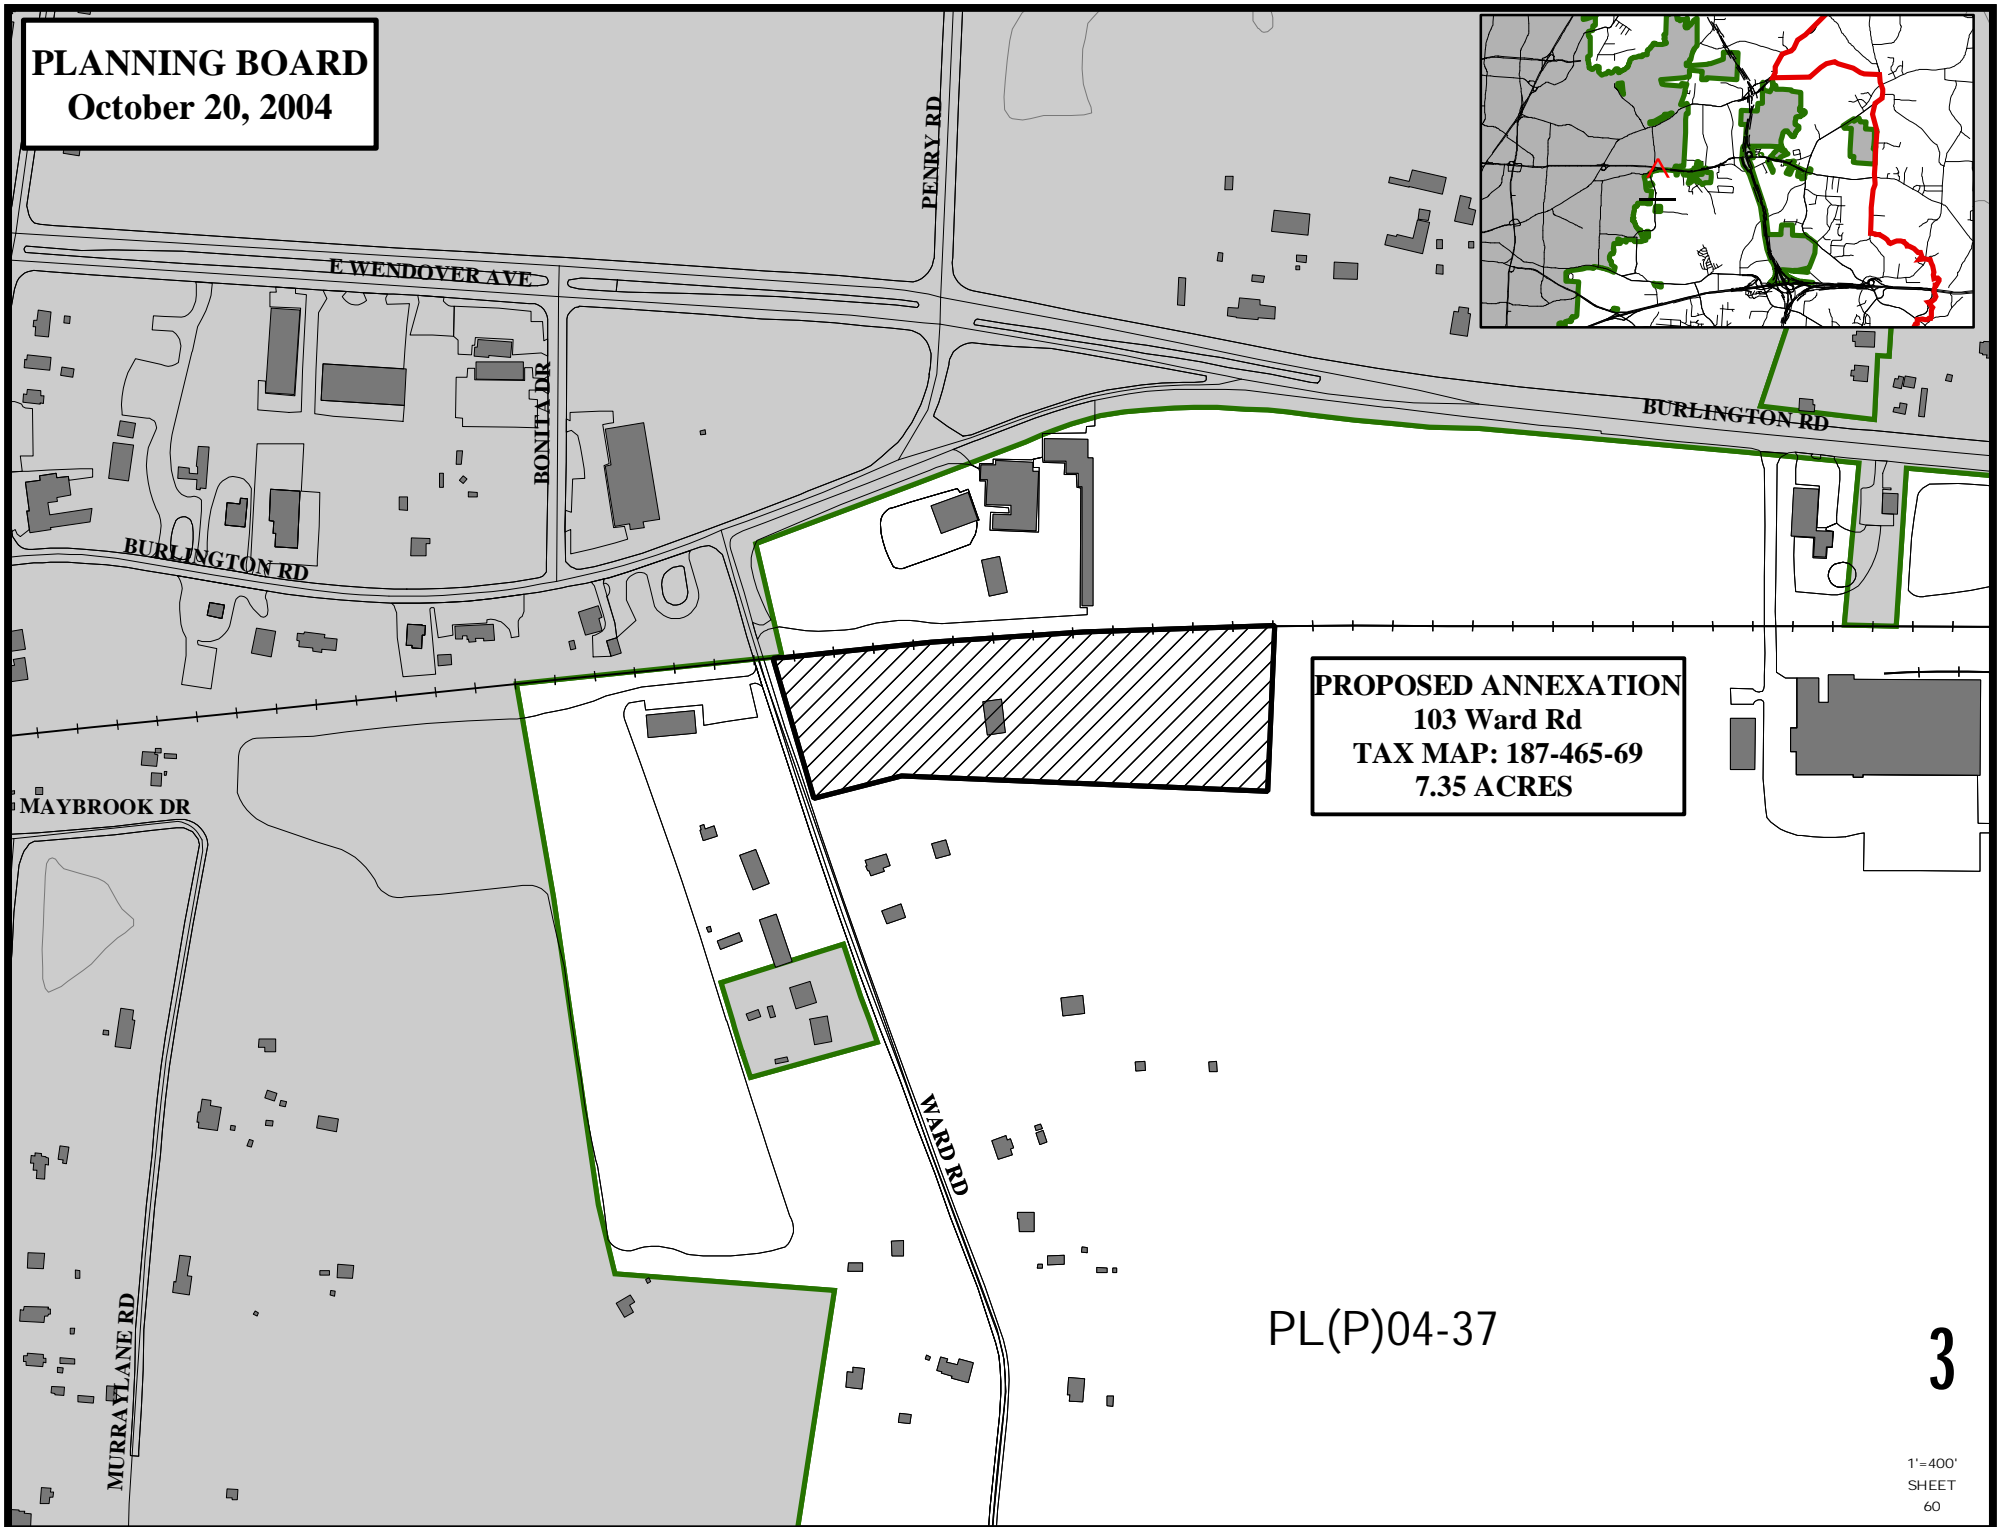 PLANNING BOARD
October 20, 2004
PENRY RD
E WENDOVER AVE
BONITA DR
BURLINGTON RD
BURLINGTON RD
PROPOSED ANNEXATION
103 Ward Rd
TAX MAP: 187-465-69
7.35 ACRES
MAYBROOK DR
WARD RD
MURRAYLANE RD
PL(P)04-37
3
1'=400'
SHEET
60